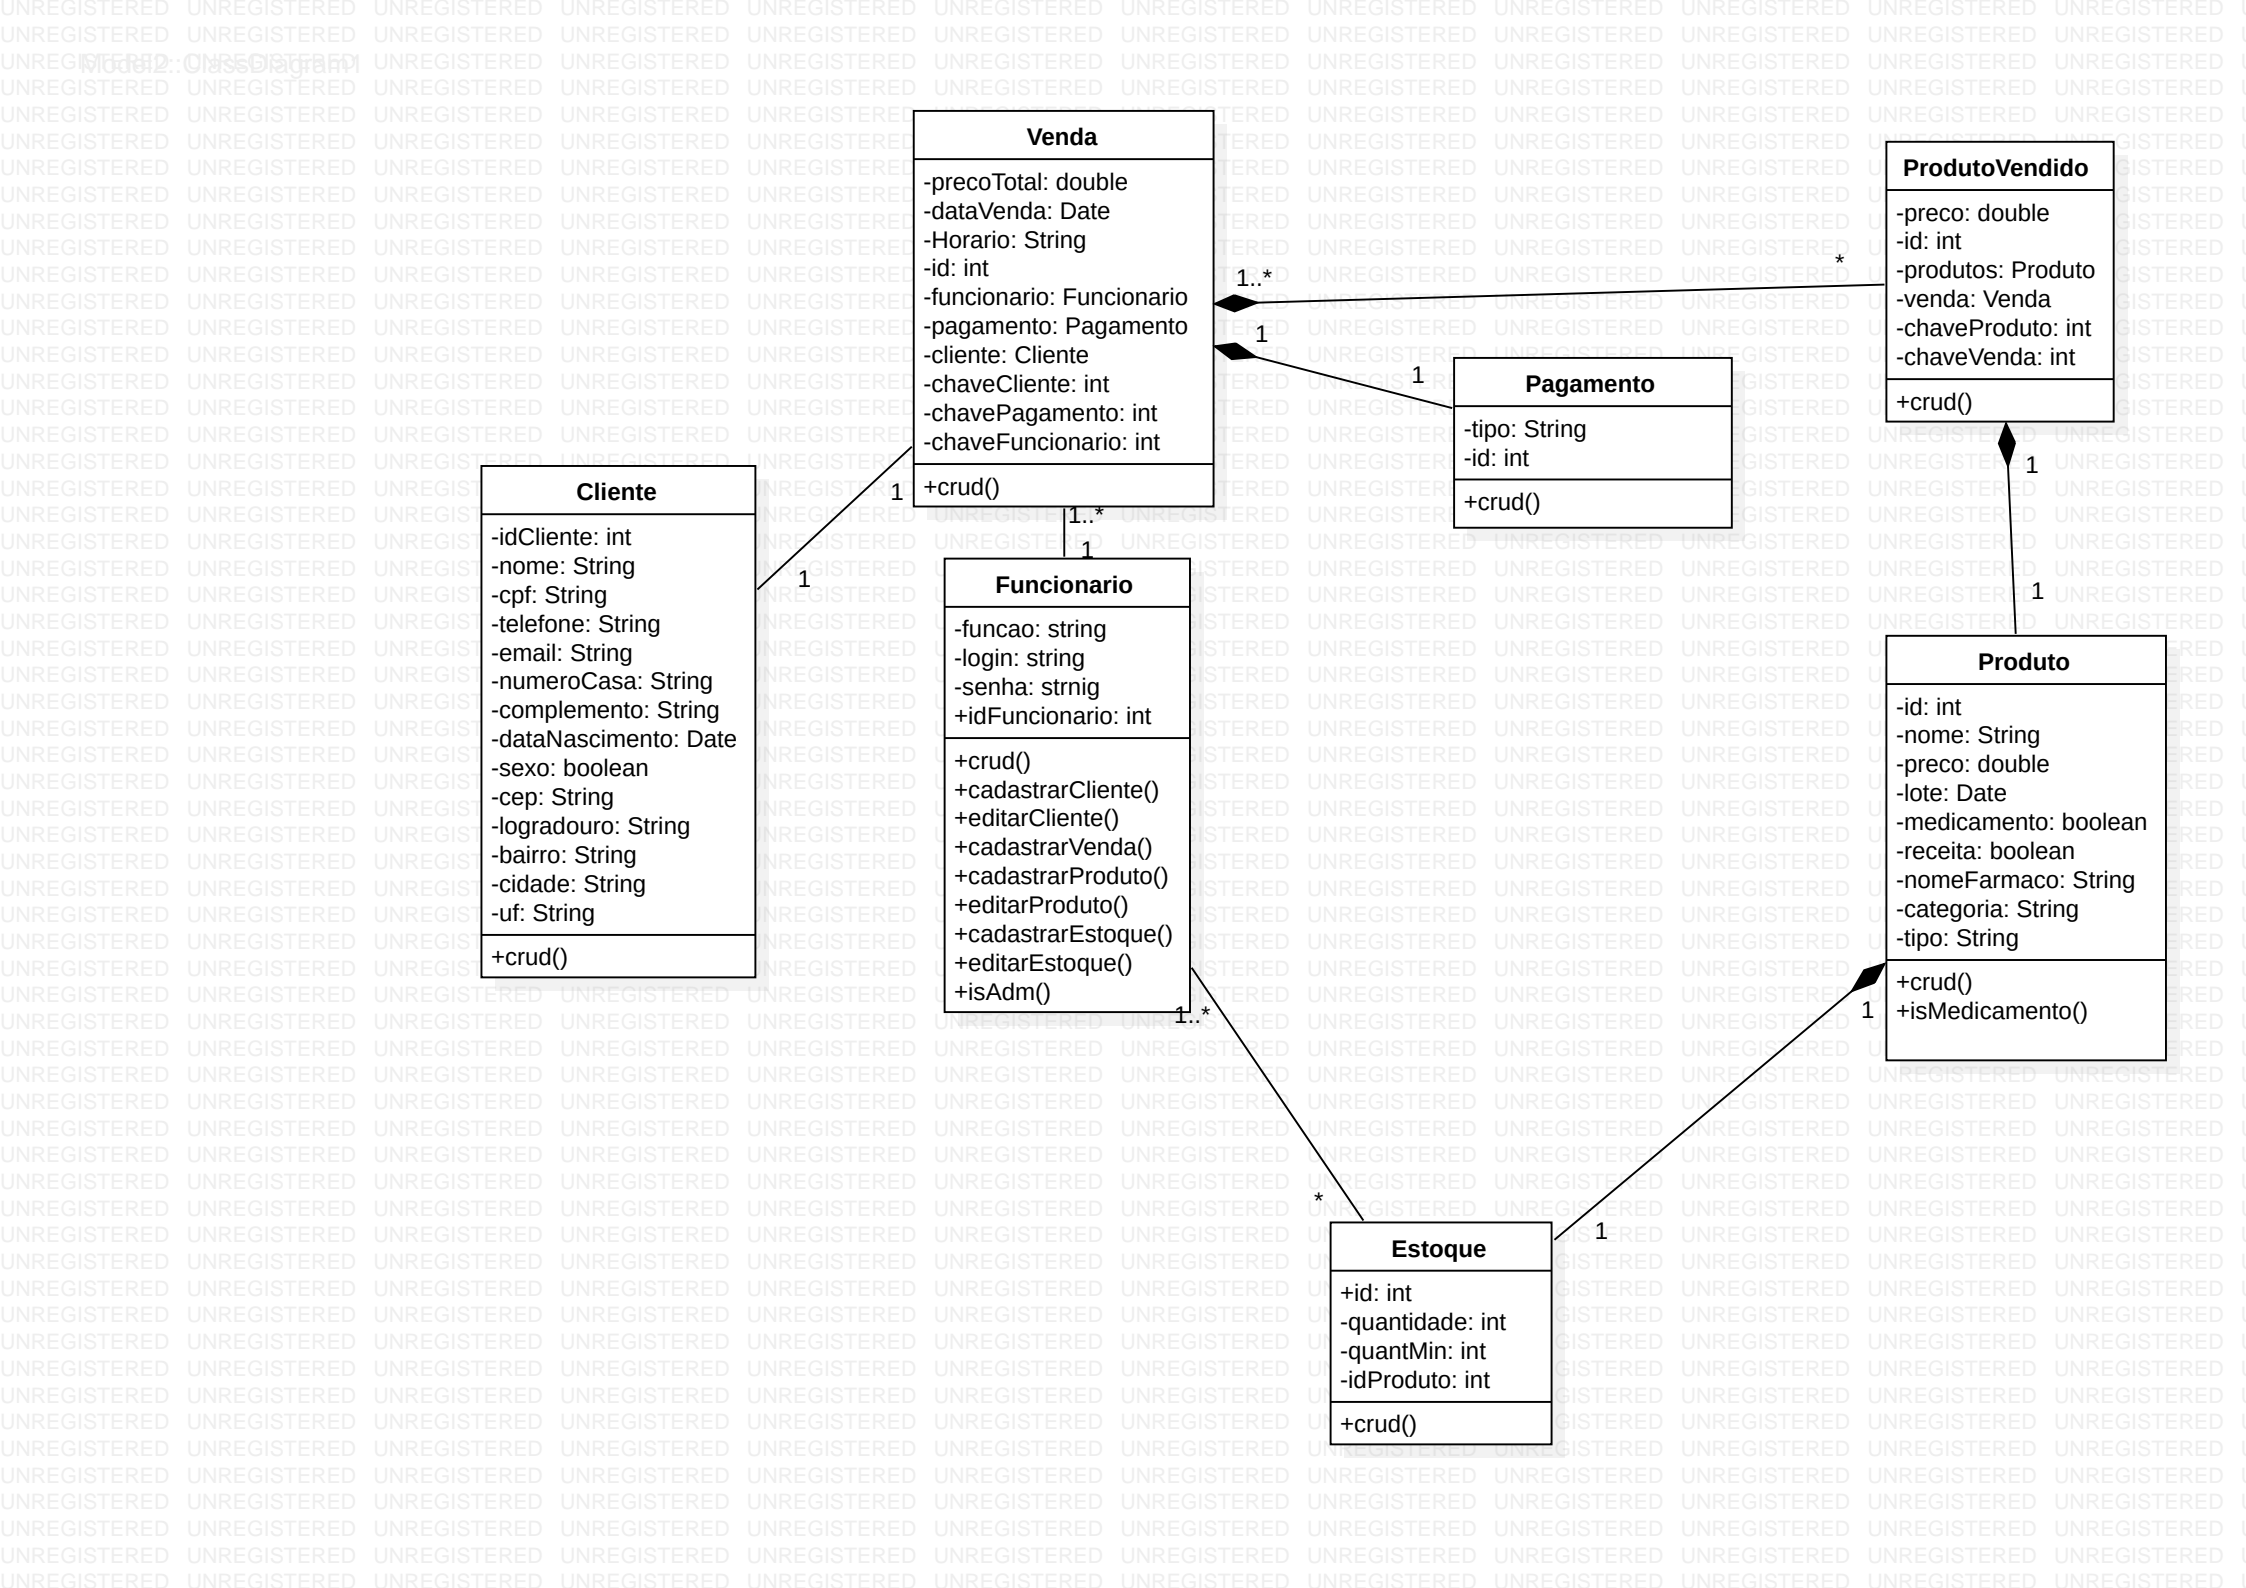 Model2::ClassDiagram1
Venda
-precoTotal: double
-dataVenda: Date
-Horario: String
-id: int
-funcionario: Funcionario
-pagamento: Pagamento
-cliente: Cliente
-chaveCliente: int
-chavePagamento: int
-chaveFuncionario: int
+crud()
ProdutoVendido
-preco: double
-id: int
-produtos: Produto
-venda: Venda
-chaveProduto: int
-chaveVenda: int
+crud()
1..*
*
1
1
Pagamento
-tipo: String
-id: int
+crud()
1
1
Cliente
-idCliente: int
-nome: String
-cpf: String
-telefone: String
-email: String
-numeroCasa: String
-complemento: String
-dataNascimento: Date
-sexo: boolean
-cep: String
-logradouro: String
-bairro: String
-cidade: String
-uf: String
+crud()
1
1
1..*
1
Funcionario
-funcao: string
-login: string
-senha: strnig
+idFuncionario: int
+crud()
+cadastrarCliente()
+editarCliente()
+cadastrarVenda()
+cadastrarProduto()
+editarProduto()
+cadastrarEstoque()
+editarEstoque()
+isAdm()
Produto
-id: int
-nome: String
-preco: double
-lote: Date
-medicamento: boolean
-receita: boolean
-nomeFarmaco: String
-categoria: String
-tipo: String
+crud()
+isMedicamento()
1..*
*
1
1
Estoque
+id: int
-quantidade: int
-quantMin: int
-idProduto: int
+crud()
UNREGISTERED